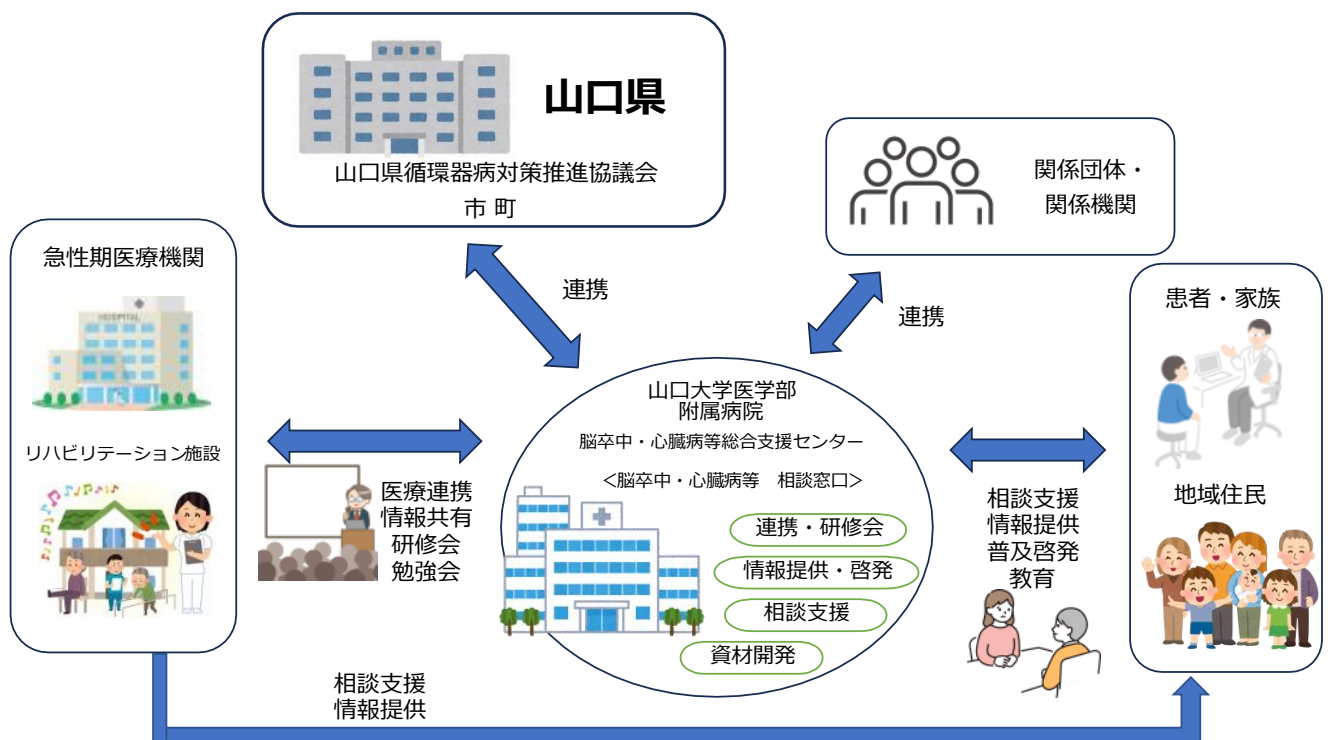 山口県
山口県循環器病対策推進協議会
市 町
関係団体・
関係機関
急性期医療機関
HOSPITAL
リハビリテーション施設
連携
連携
患者・家族
地域住民
山口大学医学部
附属病院
脳卒中・心臓病等総合支援センター
<脳卒中・心臓病等　相談窓口>
連携・研修会
情報提供・啓発
相談支援
資材開発
医療連携
情報共有
研修会
勉強会
相談支援
情報提供
普及啓発
教育
相談支援
情報提供